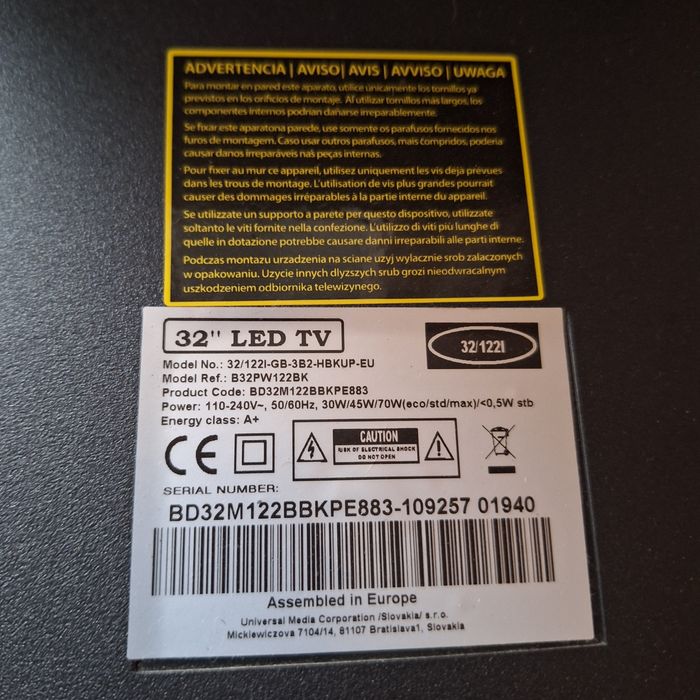 ADVERTENCIA | AVISO| AVIS | AVVISO | UWAGA
Para montar en pared este aparato, utilice únicamente los tornillos ya
previstos en los orificios de montaje. Al utilizar tornillos más largos, los
componentes internos podrían dañarse irreparablemente.
Se fixar este aparatona parede, use somente os parafusos fornecidos nos
furos de montagem. Caso usar outros parafusos, mais compridos, poderia
causar danos irreparáveis nas peças internas.
Pour fixer au mur ce appareil, utilisez uniquement les vis dejà prévues
dans les trous de montage. L'utilisation de vis plus grandes pourrait
causer des dommages irréparables à la partie interne du appareil.
Se utilizzate un supporto a parete per questo dispositivo, utilizzate
soltanto le viti fornite nella confezione. L'utilizzo di viti più lunghe di
quelle in dotazione potrebbe causare danni irreparabili alle parti interne.
Podczas montazu urzadzenia na sciane uzyj wylacznie srob zalaczonych
w opakowaniu. Uzycie innych dlyzszych srub grozi nieodwracalnym
uszkodzeniem odbiornika telewizynego.
32" LED TV
32/122I
Model No.: 32/122I-GB-3B2-HBKUP-EU
Model Ref.: B32PW122BK
Product Code: BD32M122BBKPE883
Power: 110-240V~, 50/60Hz, 30W/45W/70W(eco/std/max)/<0,5W stb
Energy class: A+
CE
CAUTION
RISK OF ELECTRICAL SHOCK
DO NOT OPEN
SERIAL NUMBER:
BD32M122BBKPE883-109257 01940
Assembled in Europe
Universal Media Corporation /Slovakia/ s.r.o.
Mickiewiczova 7104/14, 81107 Bratislava1, Slovakia